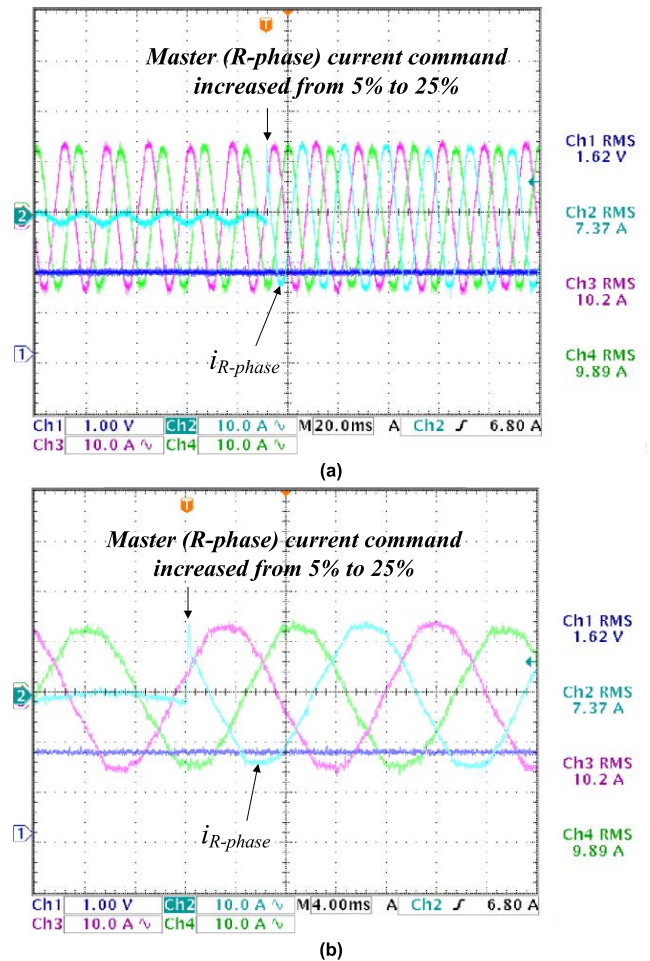 T
Master (R-phase) current command
increased from 5% to 25%
Ch1 RMS
1.62 V
2
Ch2 RMS
7.37 A
Ch3 RMS
10.2 A
iR-phase
1
Ch4 RMS
9.89 A
Ch1 1.00 V Ch2 10.0 A ∿ M 20.0ms A Ch2 ƒ 6.80 A
Ch3 10.0 A ∿ Ch4 10.0 A ∿
(a)
T
Master (R-phase) current command
increased from 5% to 25%
Ch1 RMS
1.62 V
2
Ch2 RMS
7.37 A
Ch3 RMS
10.2 A
iR-phase
1
Ch4 RMS
9.89 A
Ch1 1.00 V Ch2 10.0 A ∿ M 4.00ms A Ch2 ƒ 6.80 A
Ch3 10.0 A ∿ Ch4 10.0 A ∿
(b)